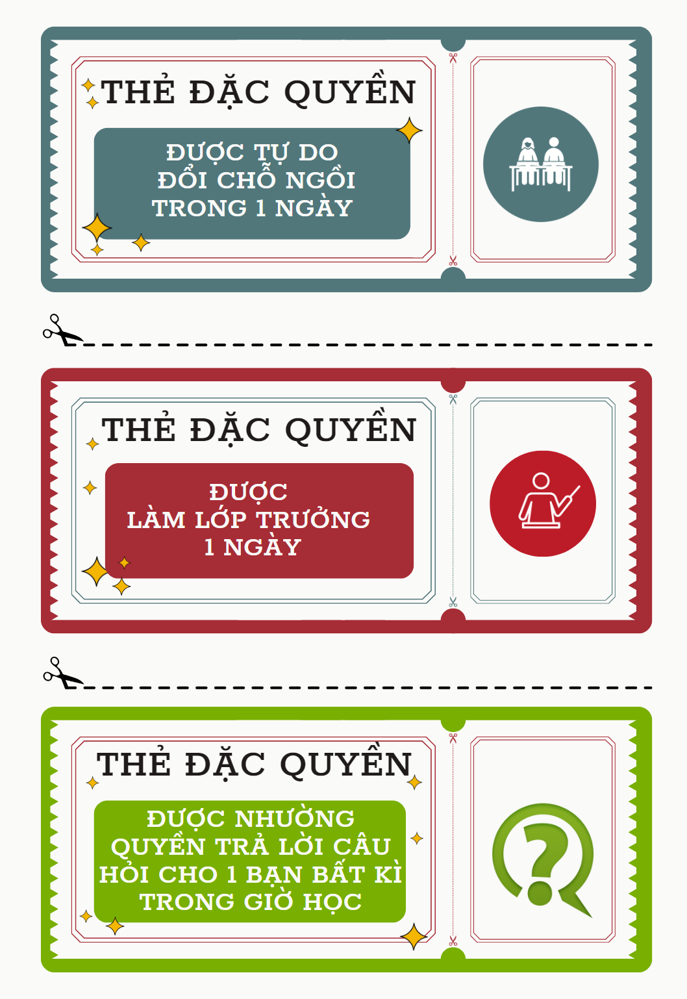 THẺ ĐẶC QUYỀN
ĐƯỢC TỰ DO
ĐỔI CHỖ NGỒI
TRONG 1 NGÀY
THẺ ĐẶC QUYỀN
ĐƯỢC
LÀM LỚP TRƯỞNG
1 NGÀY
THẺ ĐẶC QUYỀN
ĐƯỢC NHƯỜNG
QUYỀN TRẢ LỜI CÂU
HỎI CHO 1 BẠN BẤT KÌ
TRONG GIỜ HỌC